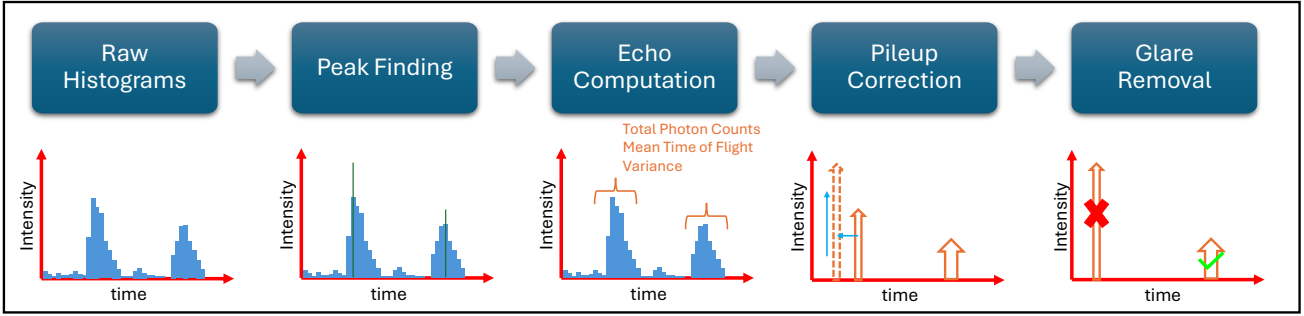 Raw
Histograms
Peak Finding
Echo
Computation
Pileup
Correction
Glare
Removal
Total Photon Counts
Mean Time of Flight
Variance
Intensity
time
Intensity
time
Intensity
time
Intensity
time
Intensity
time